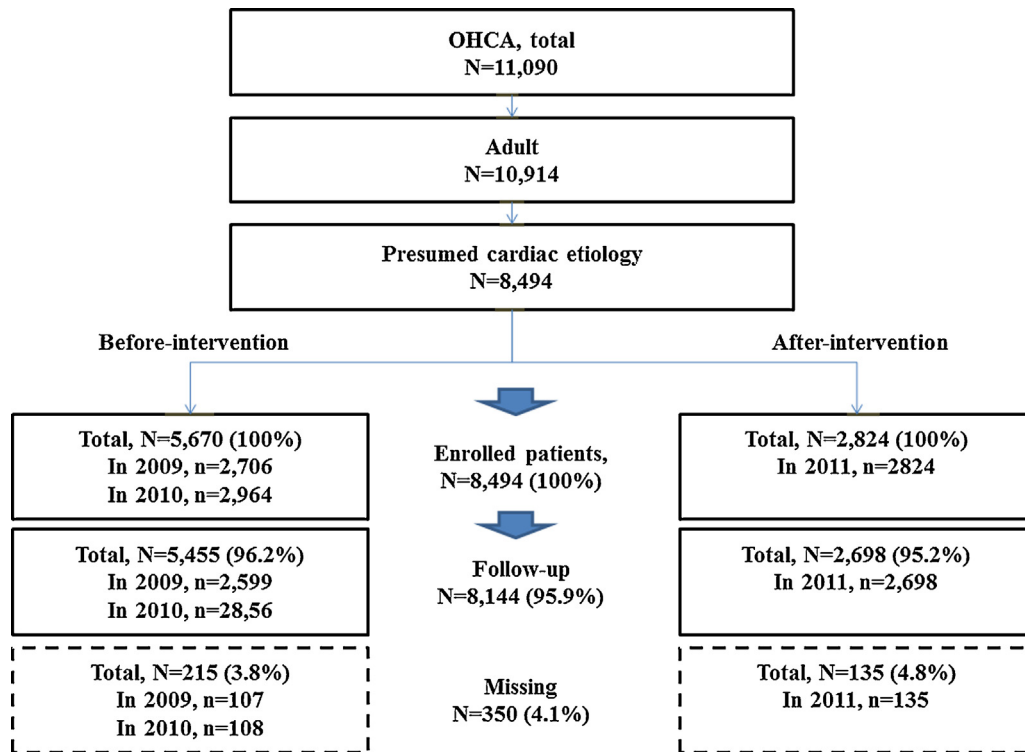 OHCA, total
N=11,090
Adult
N=10,914
Presumed cardiac etiology
N=8,494
Before-intervention
After-intervention
Total, N=5,670 (100%)
In 2009, n=2,706
In 2010, n=2,964
Enrolled patients,
N=8,494 (100%)
Total, N=2,824 (100%)
In 2011, n=2824
Total, N=5,455 (96.2%)
In 2009, n=2,599
In 2010, n=28,56
Follow-up
N=8,144 (95.9%)
Total, N=2,698 (95.2%)
In 2011, n=2,698
Total, N=215 (3.8%)
In 2009, n=107
In 2010, n=108
Missing
N=350 (4.1%)
Total, N=135 (4.8%)
In 2011, n=135